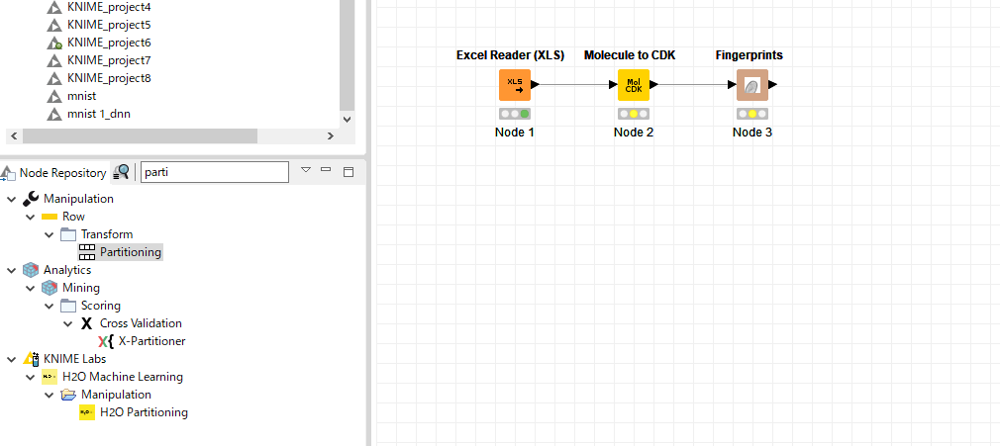 KNIME_project4
KNIME_project5
KNIME_project6
KNIME_project7
KNIME_project8
mnist
mnist 1_dnn
Node Repository
parti
Manipulation
Row
Transform
Partitioning
Analytics
Mining
Scoring
X Cross Validation
X{ X-Partitioner
KNIME Labs
H2O Machine Learning
Manipulation
H2O Partitioning
Excel Reader (XLS) Molecule to CDK Fingerprints
XLS
Mol
CDK
Node 1 Node 2 Node 3